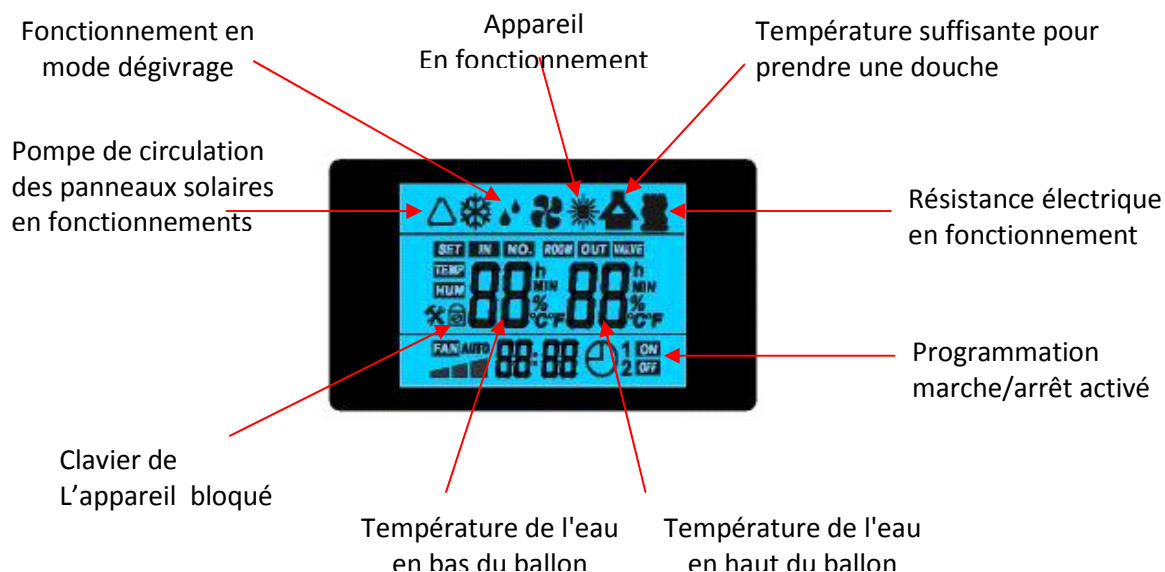 Fonctionnement en
mode dégivrage
Appareil
En fonctionnement
Température suffisante pour
prendre une douche
Pompe de circulation
des panneaux solaires
en fonctionnements
Résistance électrique
en fonctionnement
SET IN NO. ROOM OUT VALVE
TEMP 88 h MIN % °C°F 88 h MIN % °C°F
HUM
FAN AUTO 88:88 1 ON
2 OFF
Programmation
marche/arrêt activé
Clavier de
L'appareil bloqué
Température de l'eau
en bas du ballon
Température de l'eau
en haut du ballon